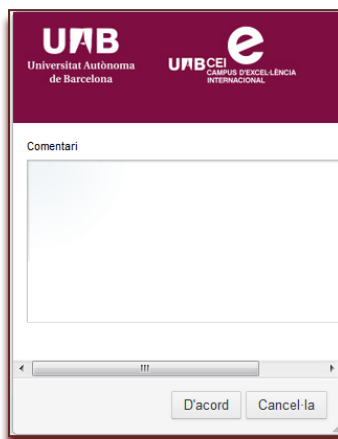 UAB
Universitat Autònoma
de Barcelona
UAB CEI
CAMPUS D'EXCEL·LÈNCIA
INTERNACIONAL
Comentari
D'acord
Cancel·la